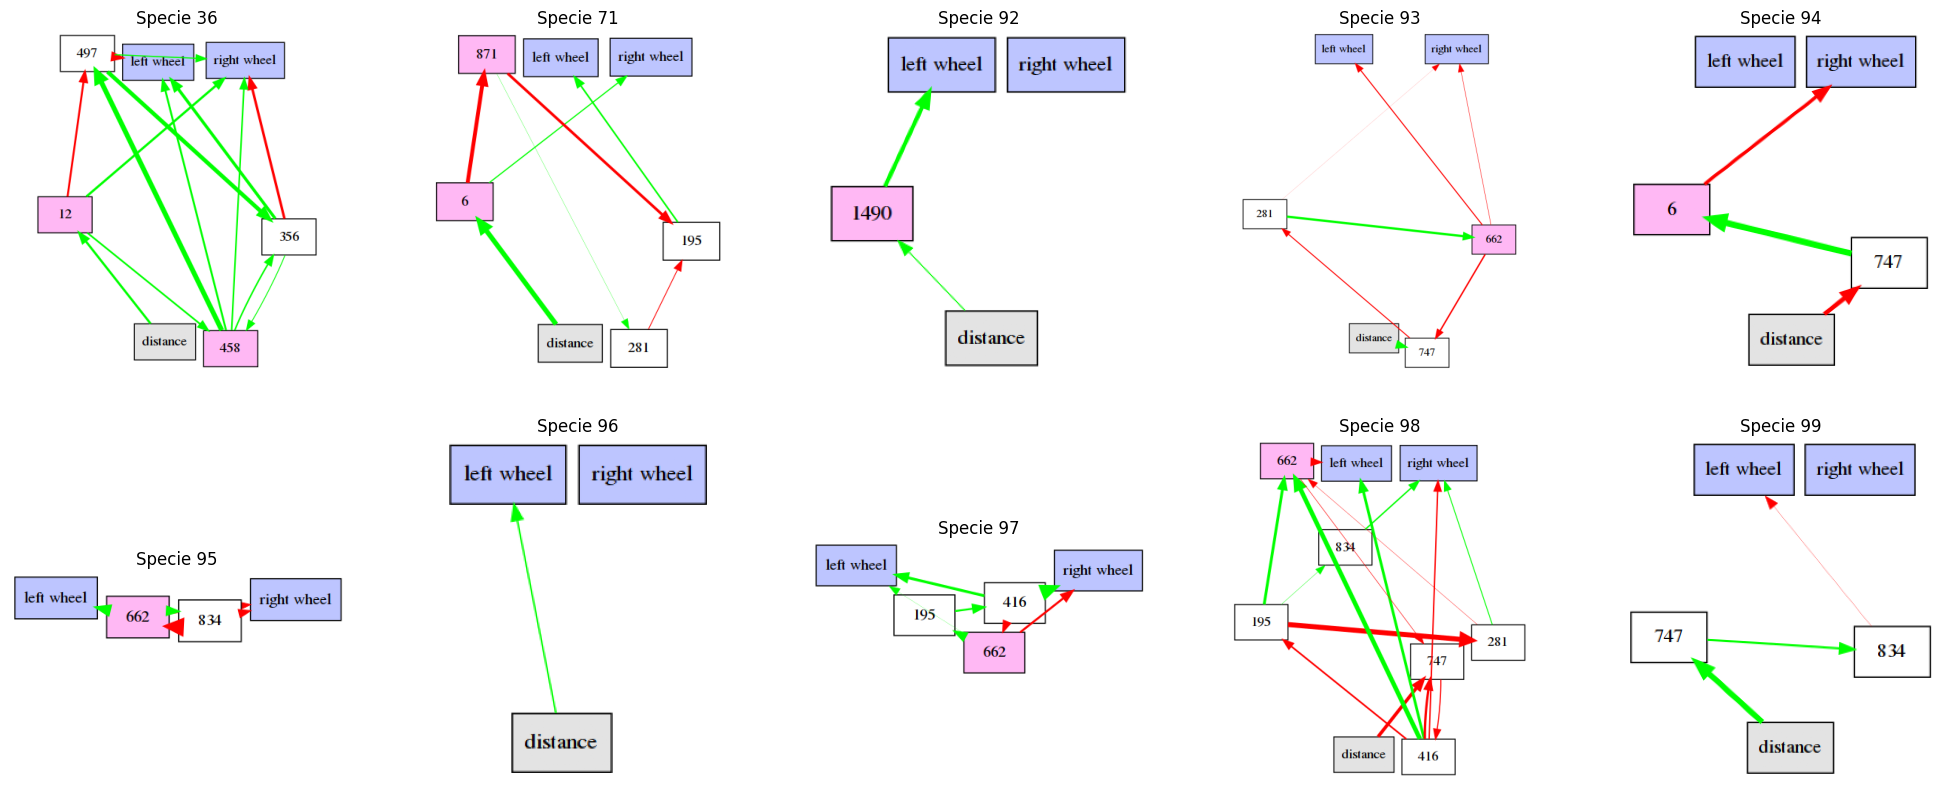 Specie 36
497
left wheel
right wheel
12
356
distance
458
Specie 71
871
left wheel
right wheel
6
195
distance
281
Specie 92
left wheel
right wheel
1490
distance
Specie 93
left wheel
right wheel
281
662
distance
747
Specie 94
left wheel
right wheel
6
747
distance
Specie 95
left wheel
662
834
right wheel
Specie 96
left wheel
right wheel
distance
Specie 97
left wheel
195
416
right wheel
662
Specie 98
662
left wheel
right wheel
834
195
281
747
distance
416
Specie 99
left wheel
right wheel
747
834
distance